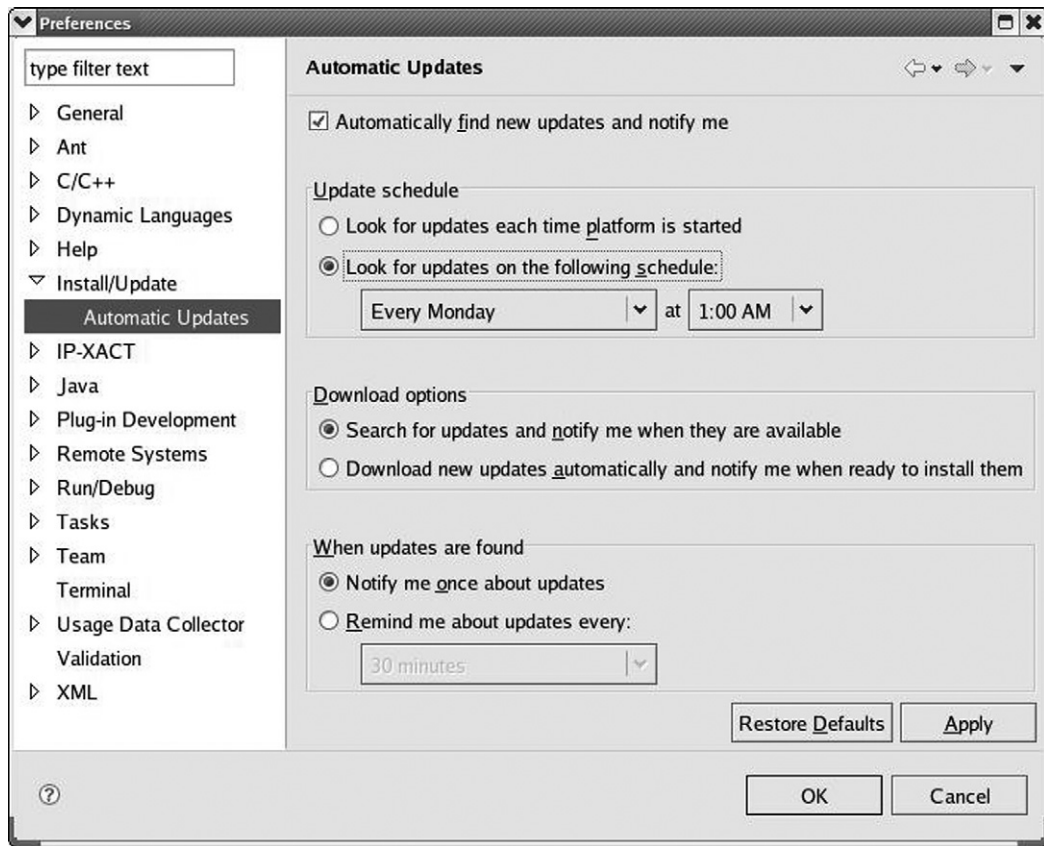 Preferences
type filter text
General
Ant
C/C++
Dynamic Languages
Help
Install/Update
Automatic Updates
IP-XACT
Java
Plug-in Development
Remote Systems
Run/Debug
Tasks
Team
Terminal
Usage Data Collector
Validation
XML
Automatic Updates
Automatically find new updates and notify me
Update schedule
Look for updates each time platform is started
Look for updates on the following schedule:
Every Monday at 1:00 AM
Download options
Search for updates and notify me when they are available
Download new updates automatically and notify me when ready to install them
When updates are found
Notify me once about updates
Remind me about updates every:
30 minutes
Restore Defaults Apply
? OK Cancel